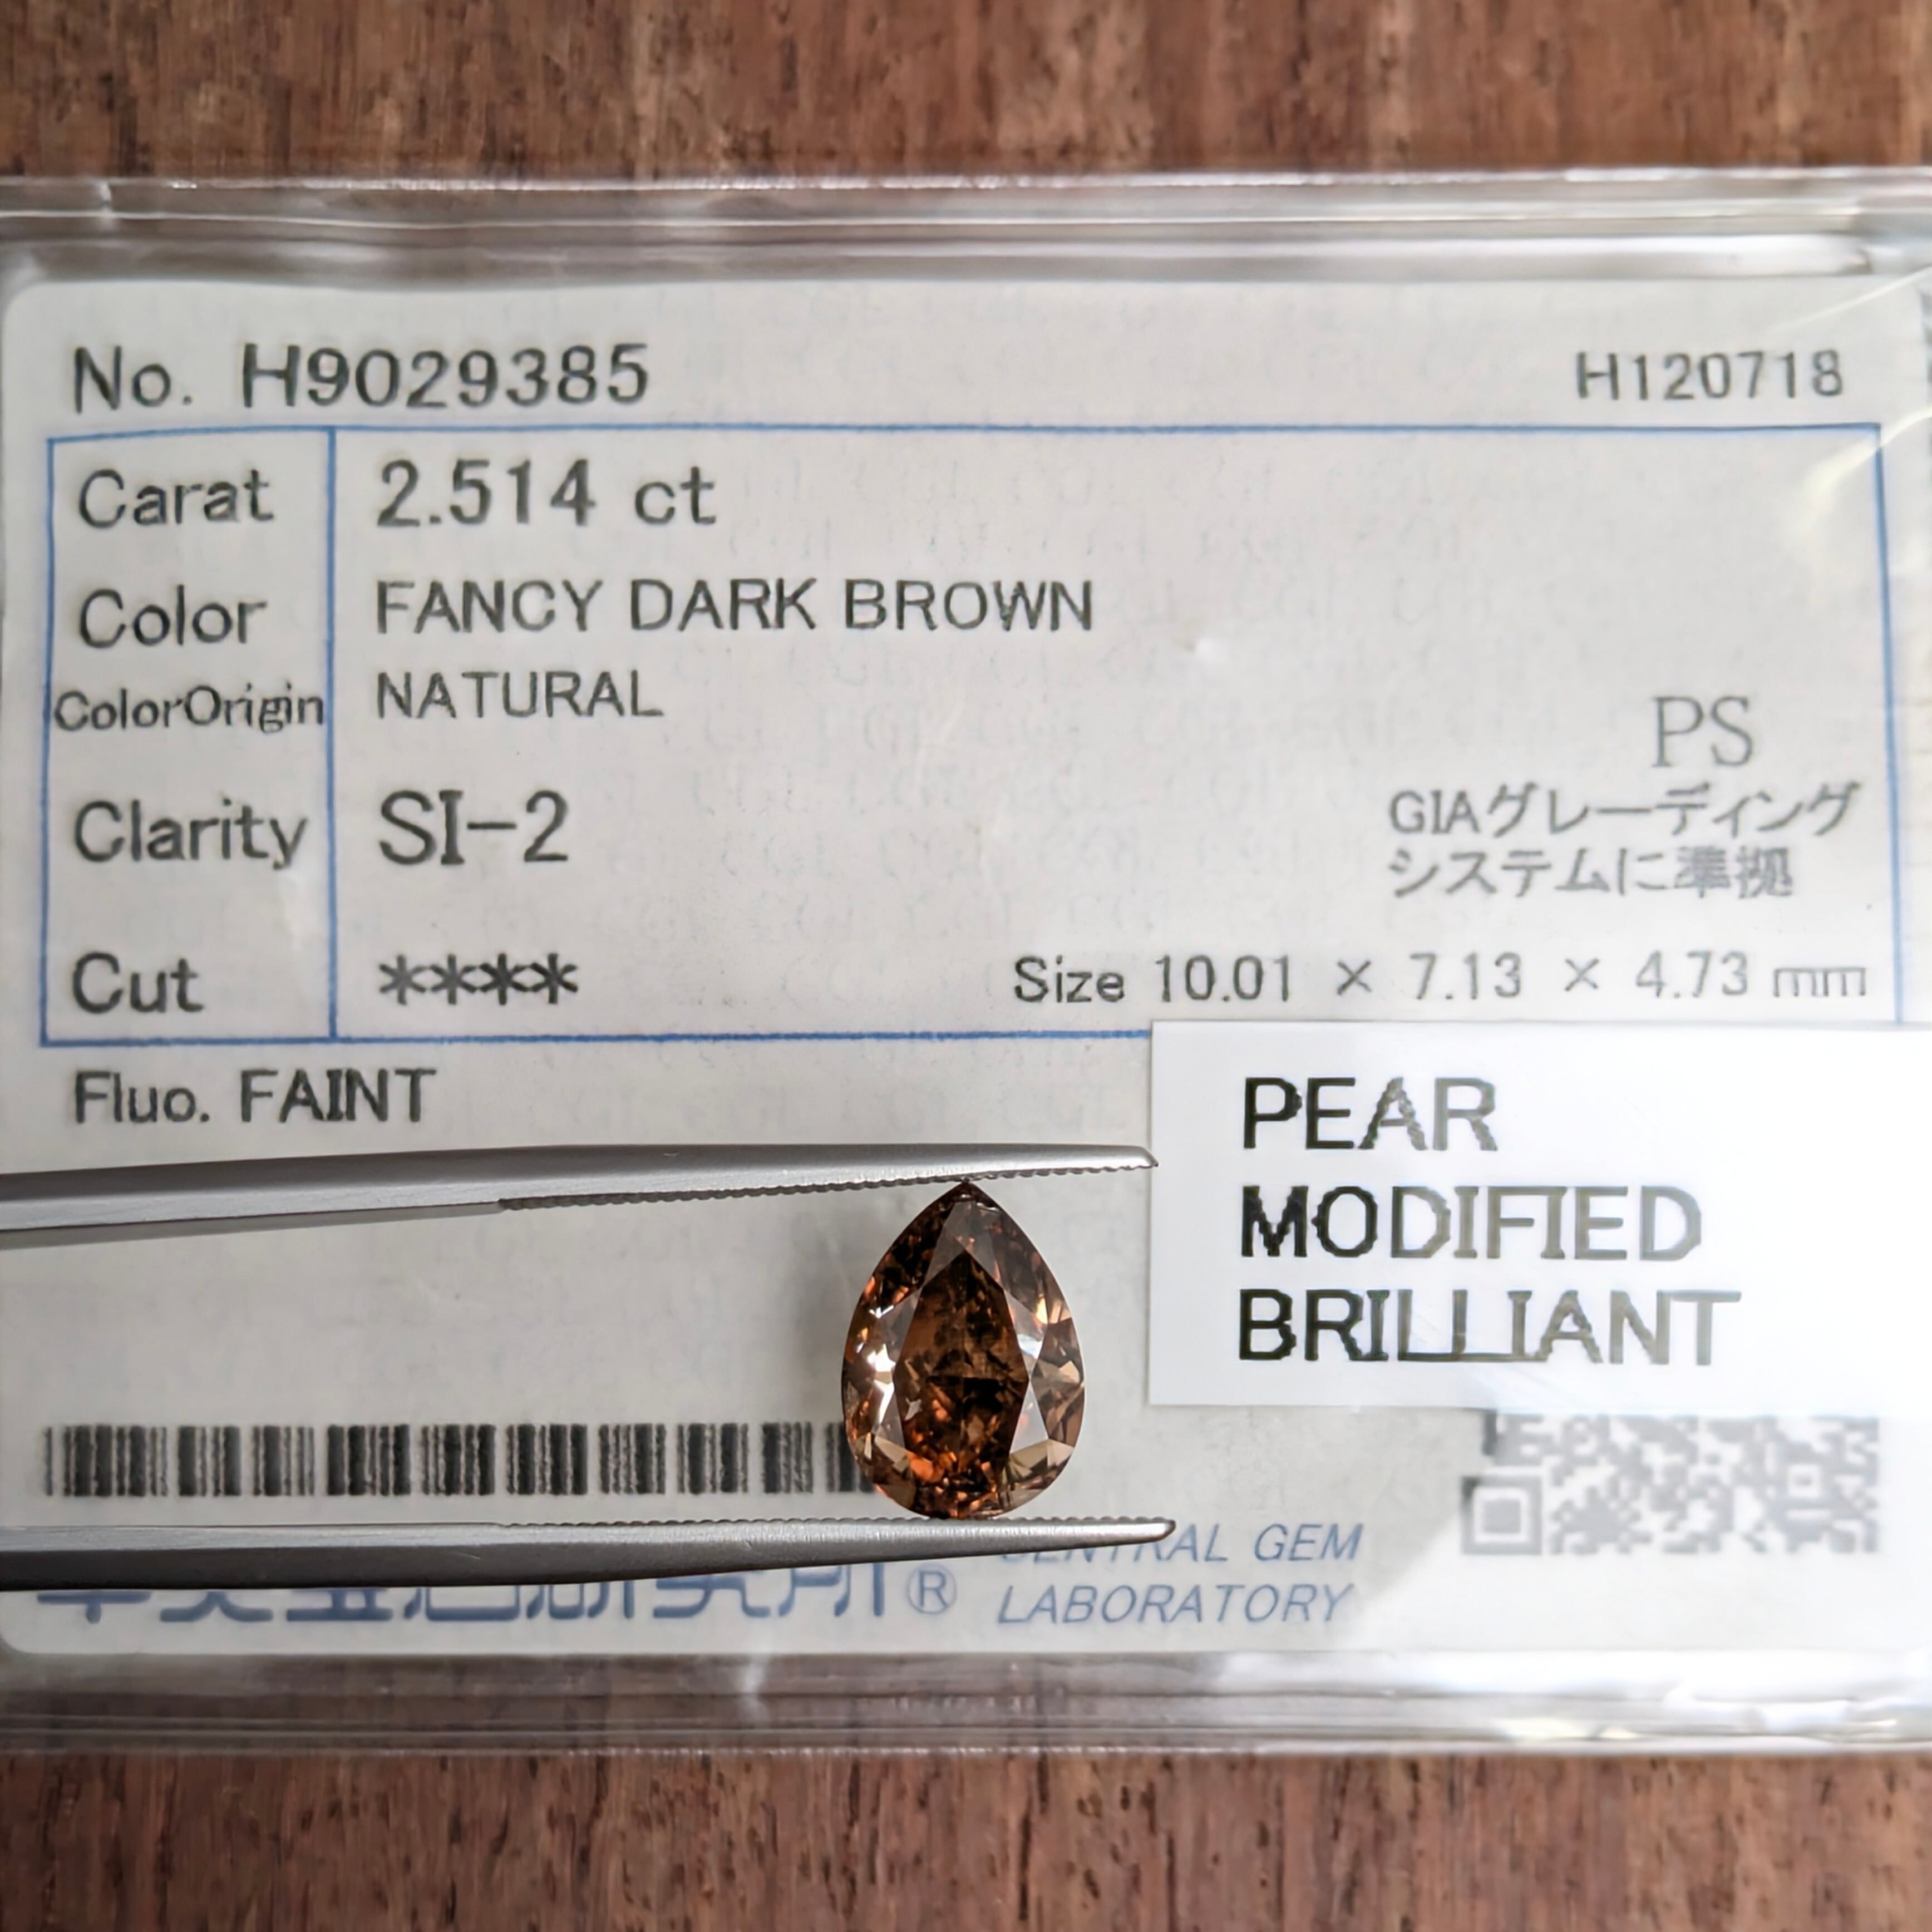 No. H9029385 H120718
Carat 2.514 ct
Color FANCY DARK BROWN
ColorOrigin NATURAL
PS
Clarity SI-2
GIAグレーディング
システムに準拠
Cut **** Size 10.01 × 7.13 × 4.73 mm
Fluo. FAINT
PEAR
MODIFIED
BRILLIANT
CENTRAL GEM
LABORATORY
®